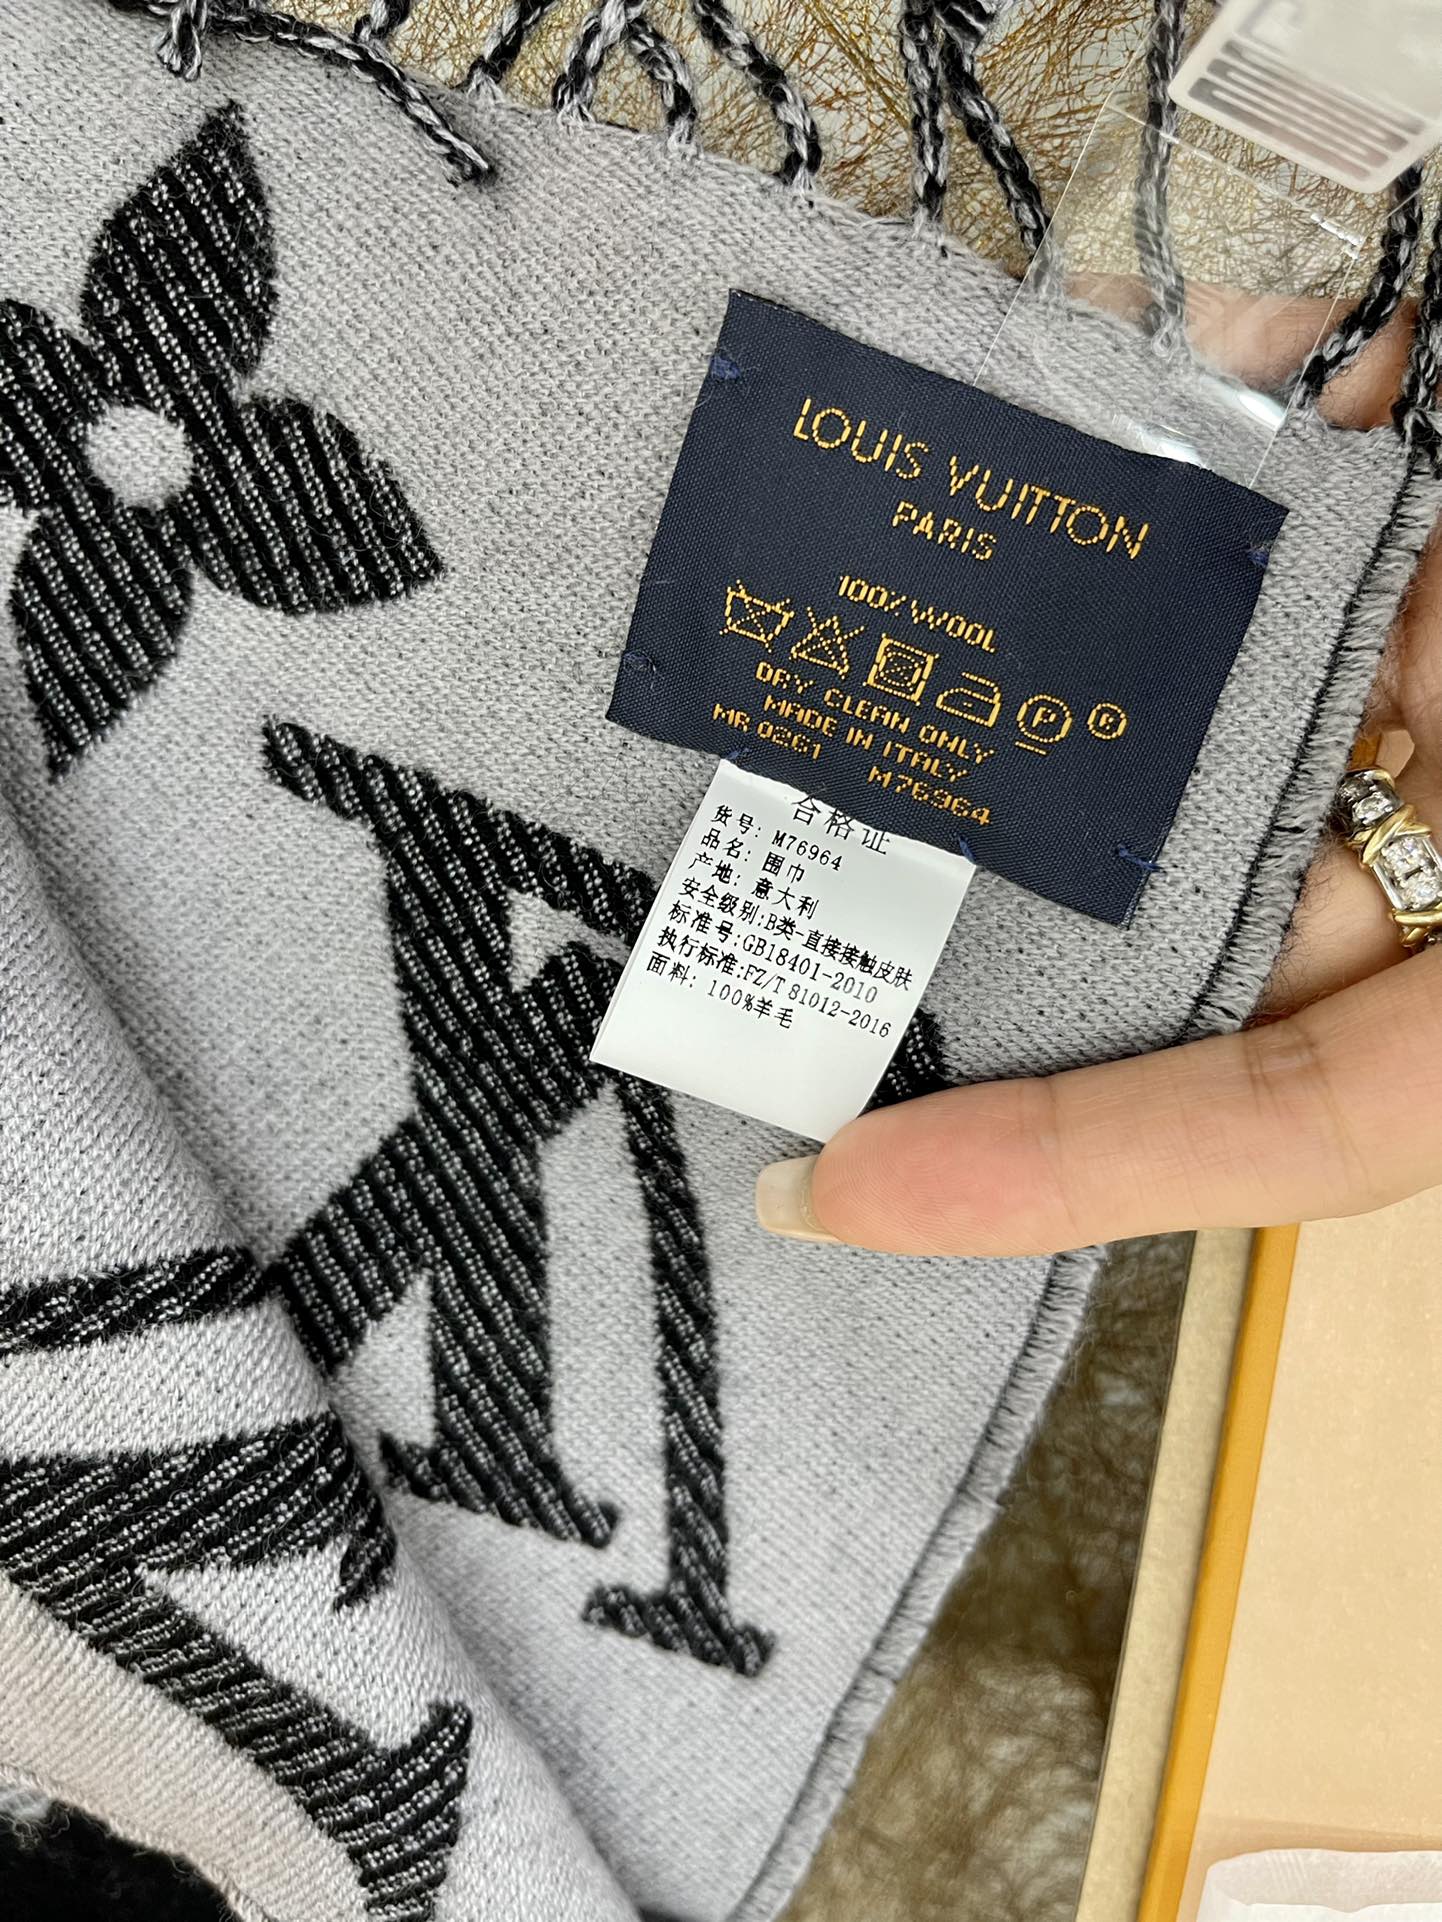 LOUIS VUITTON
PARIS
100/WOOL
P R
DRY CLEAN ONLY
MADE IN ITALY
MR 0261 M76964
合格证
货号: M76964
品名: 围巾
产地: 意大利
安全级别:B类-直接接触皮肤
标准号:GB18401-2010
执行标准:FZ/T 81012-2016
面料: 100%羊毛